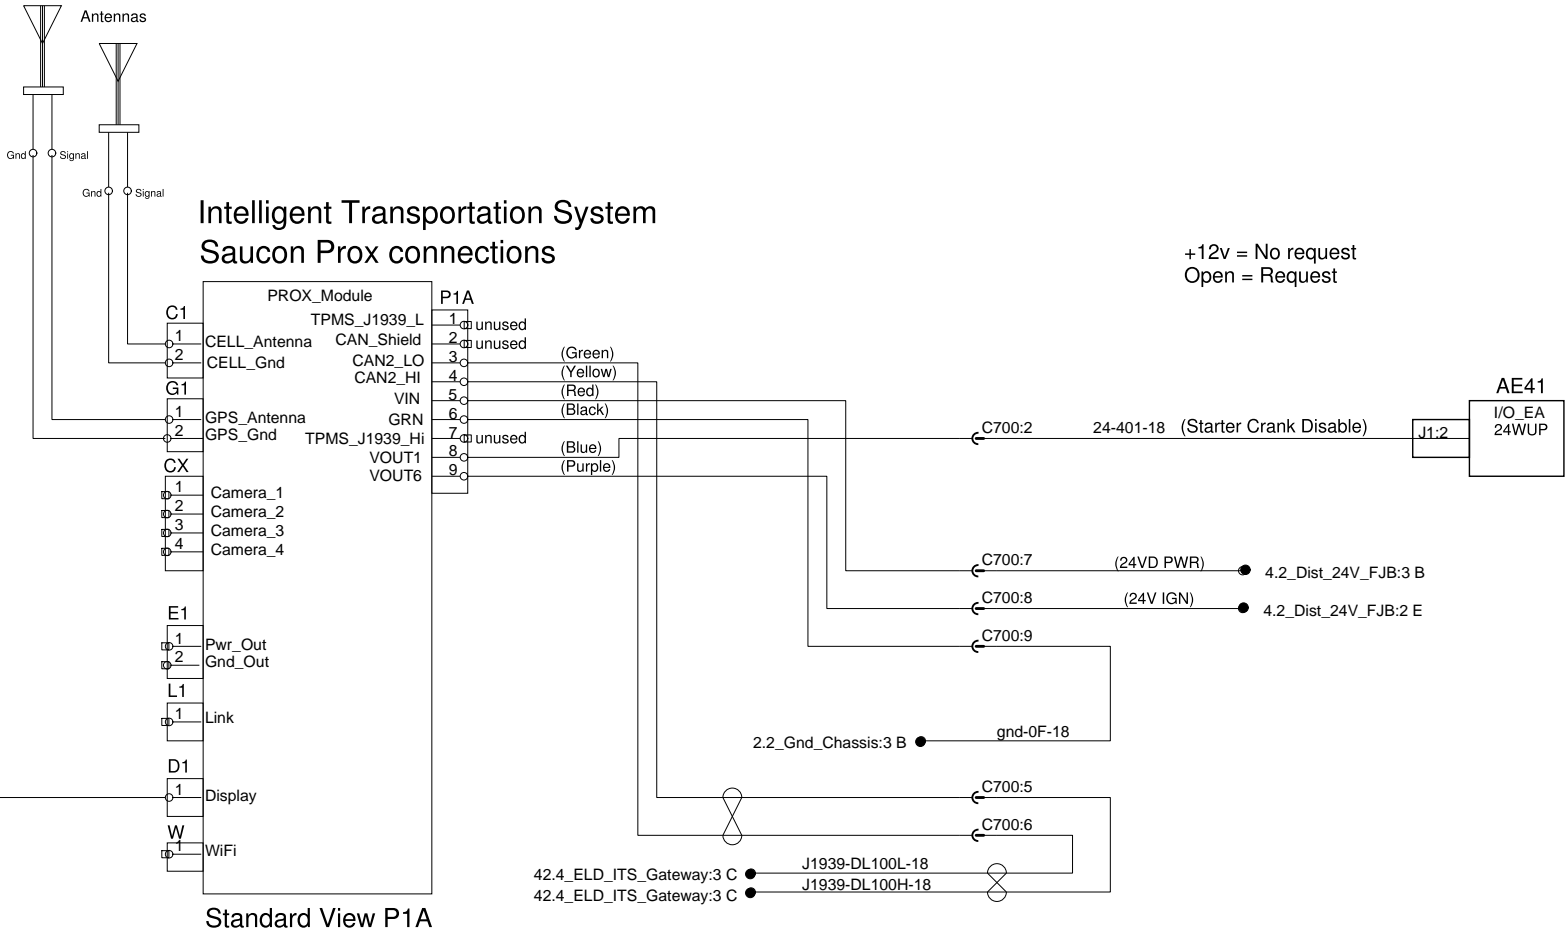 Antennas
Gnd
Signal
Gnd
Signal
Intelligent Transportation System
Saucon Prox connections
+12v = No request
Open = Request
PROX_Module
P1A
C1
1 CELL_Antenna
2 CELL_Gnd
G1
1 GPS_Antenna
2 GPS_Gnd
CX
1 Camera_1
2 Camera_2
3 Camera_3
4 Camera_4
E1
1 Pwr_Out
2 Gnd_Out
L1
1 Link
D1
1 Display
W
1 WiFi
TPMS_J1939_L 1 unused
CAN_Shield 2 unused
CAN2_LO 3 (Green)
CAN2_HI 4 (Yellow)
VIN 5 (Red)
GRN 6 (Black)
TPMS_J1939_Hi 7 unused
VOUT1 8 (Blue)
VOUT6 9 (Purple)
C700:2 24-401-18 (Starter Crank Disable)
J1:2
AE41
I/O_EA
24WUP
C700:7 (24VD PWR) 4.2_Dist_24V_FJB:3 B
C700:8 (24V IGN) 4.2_Dist_24V_FJB:2 E
C700:9
2.2_Gnd_Chassis:3 B gnd-0F-18
C700:5
C700:6
42.4_ELD_ITS_Gateway:3 C J1939-DL100L-18
42.4_ELD_ITS_Gateway:3 C J1939-DL100H-18
Standard View P1A